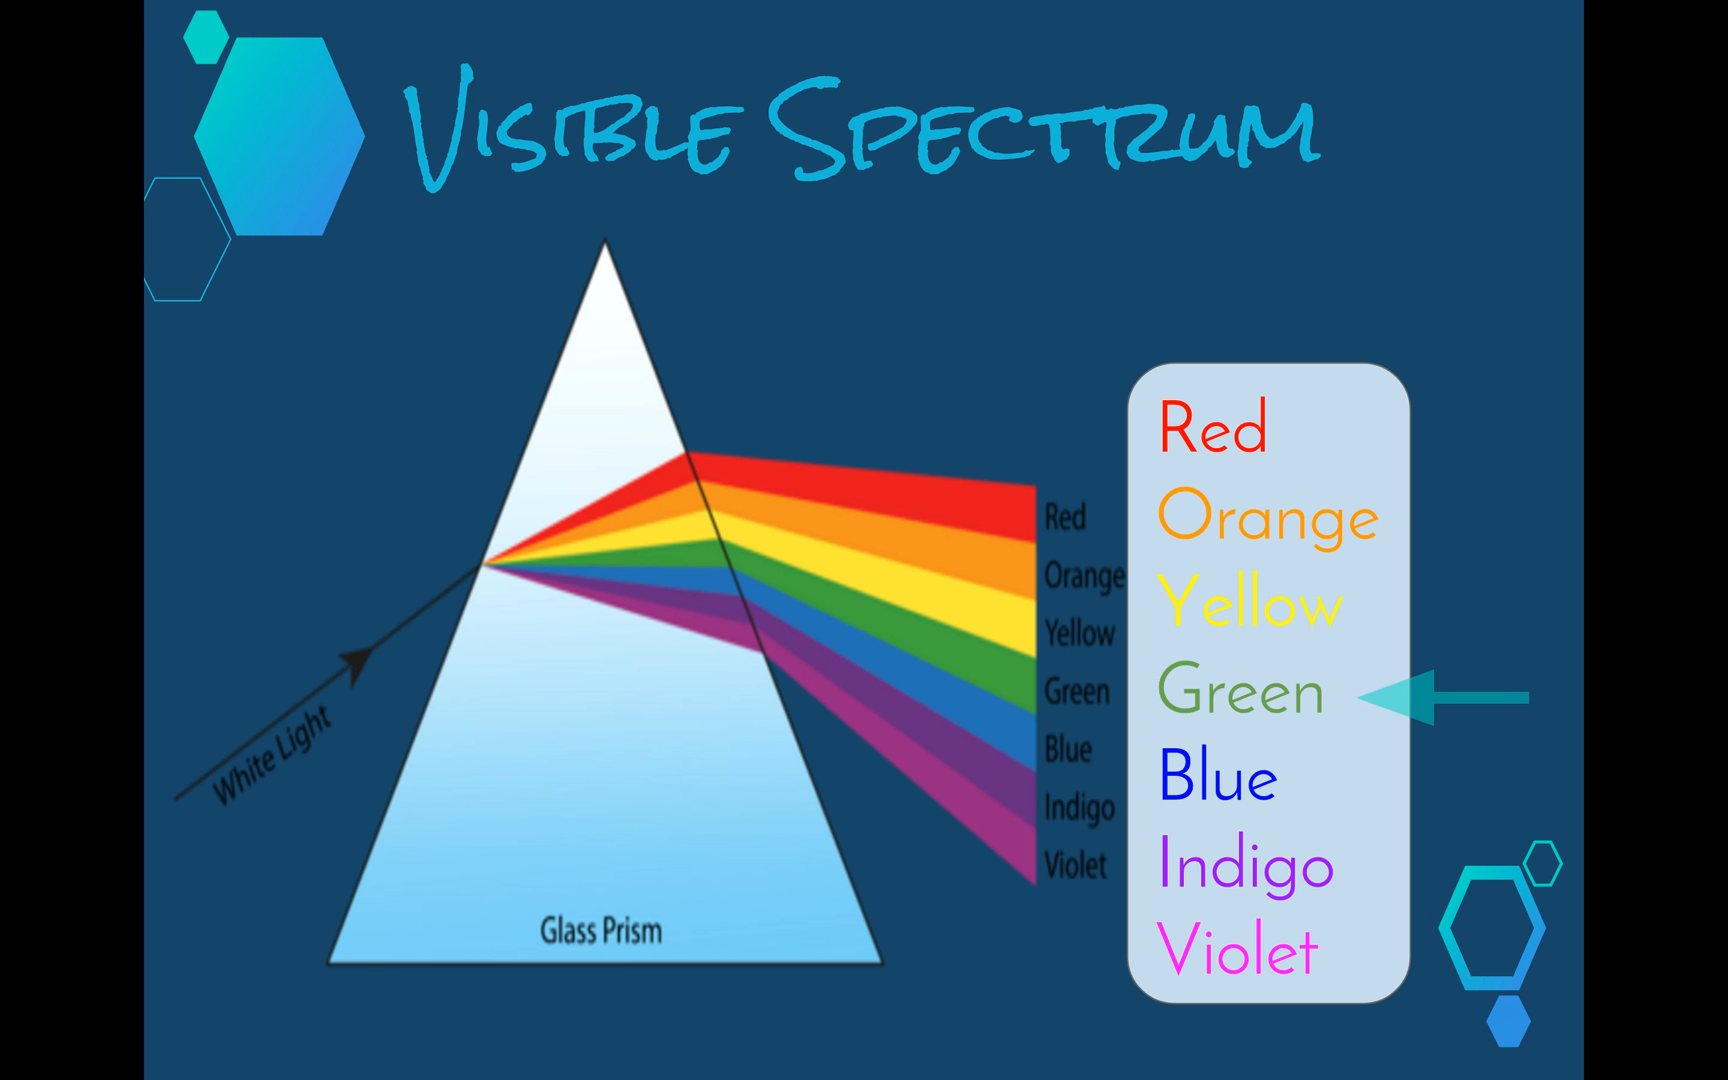 Visible Spectrum
White Light
Glass Prism
Red
Orange
Yellow
Green
Blue
Indigo
Violet
Red
Orange
Yellow
Green
Blue
Indigo
Violet